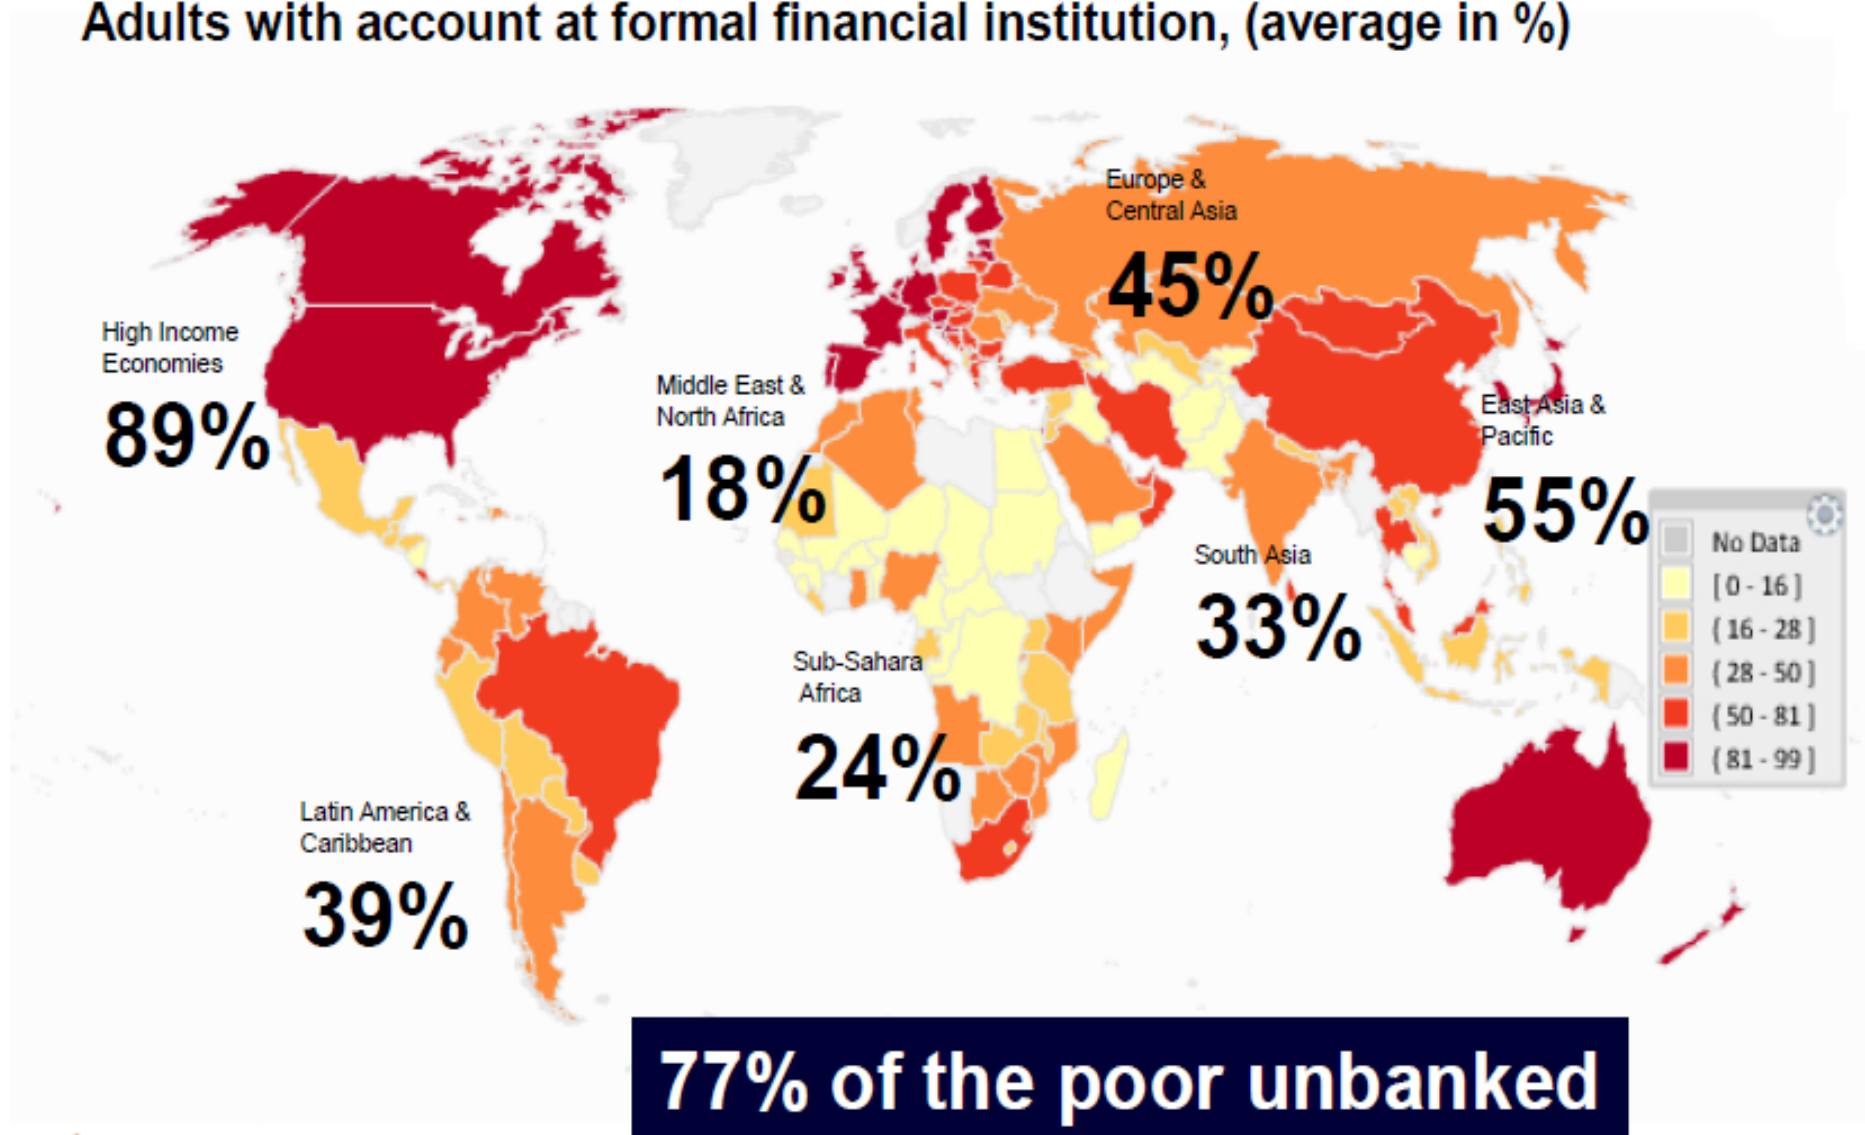 Adults with account at formal financial institution, (average in %)
Europe &
Central Asia
45%
High Income
Economies
89%
Middle East &
North Africa
18%
East Asia &
Pacific
55%
South Asia
33%
Sub-Sahara
Africa
24%
Latin America &
Caribbean
39%
No Data
[ 0 - 16 ]
( 16 - 28 ]
( 28 - 50 ]
( 50 - 81 ]
( 81 - 99 ]
77% of the poor unbanked